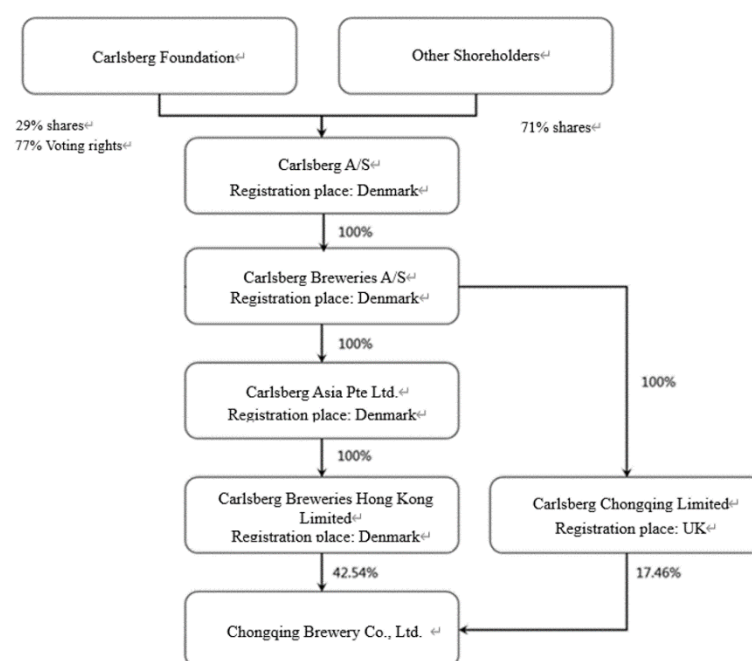 Carlsberg Foundation↵
Other Shoreholders↵
29% shares↵
77% Voting rights↵
71% shares↵
Carlsberg A/S↵
Registration place: Denmark↵
100%
Carlsberg Breweries A/S↵
Registration place: Denmark↵
100%
100%
Carlsberg Asia Pte Ltd.↵
Registration place: Denmark↵
100%
Carlsberg Breweries Hong Kong
Limited↵
Registration place: Denmark↵
Carlsberg Chongqing Limited↵
Registration place: UK↵
42.54%
17.46%
Chongqing Brewery Co., Ltd. ↵